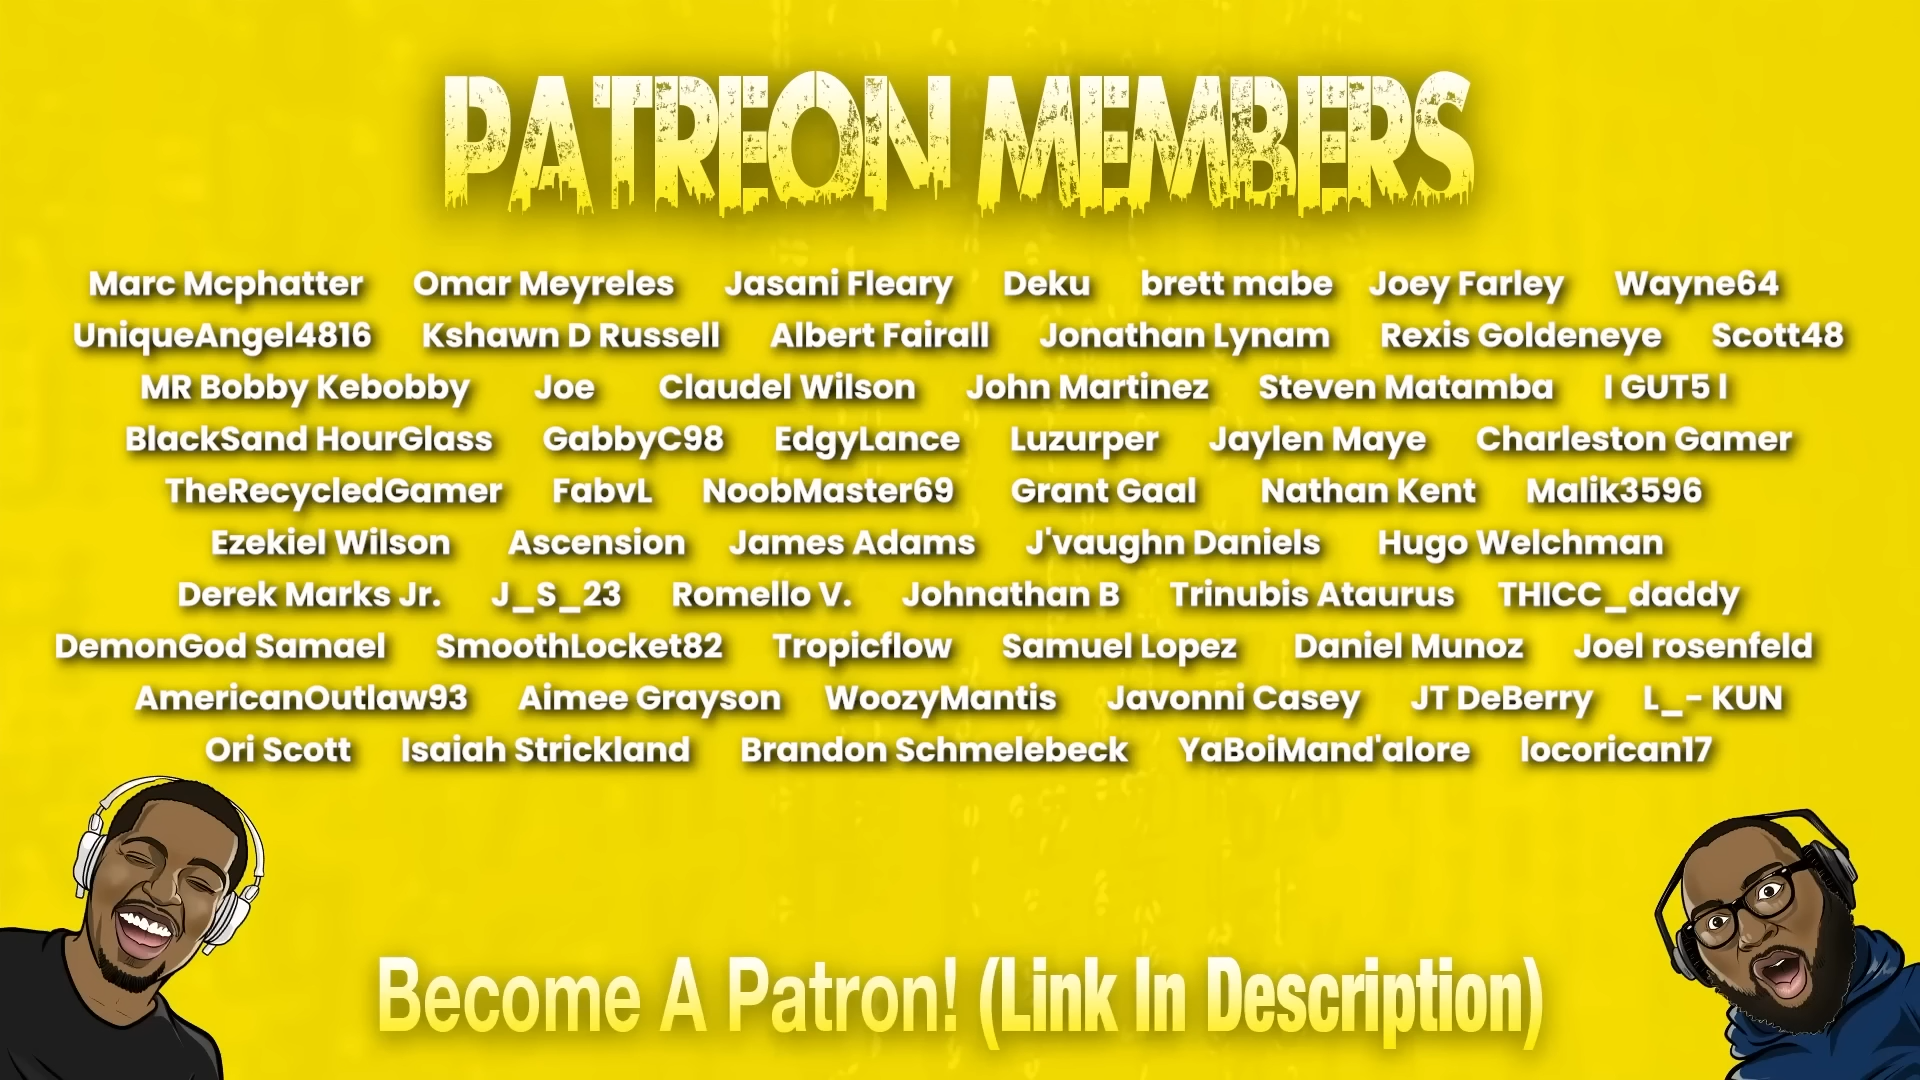 PATREON MEMBERS
Marc Mcphatter Omar Meyreles Jasani Fleary Deku brett mabe Joey Farley Wayne64
UniqueAngel4816 Kshawn D Russell Albert Fairall Jonathan Lynam Rexis Goldeneye Scott48
MR Bobby Kebobby Joe Claudel Wilson John Martinez Steven Matamba I GUT5 l
BlackSand HourGlass GabbyC98 EdgyLance Luzurper Jaylen Maye Charleston Gamer
TheRecycledGamer FabvL NoobMaster69 Grant Gaal Nathan Kent Malik3596
Ezekiel Wilson Ascension James Adams J'vaughn Daniels Hugo Welchman
Derek Marks Jr. J_S_23 Romello V. Johnathan B Trinubis Ataurus THICC_daddy
DemonGod Samael SmoothLocket82 Tropicflow Samuel Lopez Daniel Munoz Joel rosenfeld
AmericanOutlaw93 Aimee Grayson WoozyMantis Javonni Casey JT DeBerry L_- KUN
Ori Scott Isaiah Strickland Brandon Schmelebeck YaBoiMand'alore locorican17
Become A Patron! (Link In Description)